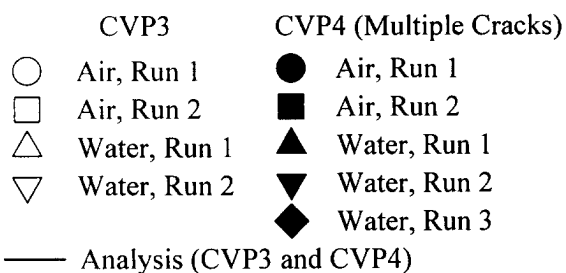 CVP3 CVP4 (Multiple Cracks)
Air, Run 1 Air, Run 1
Air, Run 2 Air, Run 2
Water, Run 1 Water, Run 1
Water, Run 2 Water, Run 2
Water, Run 3
Analysis (CVP3 and CVP4)